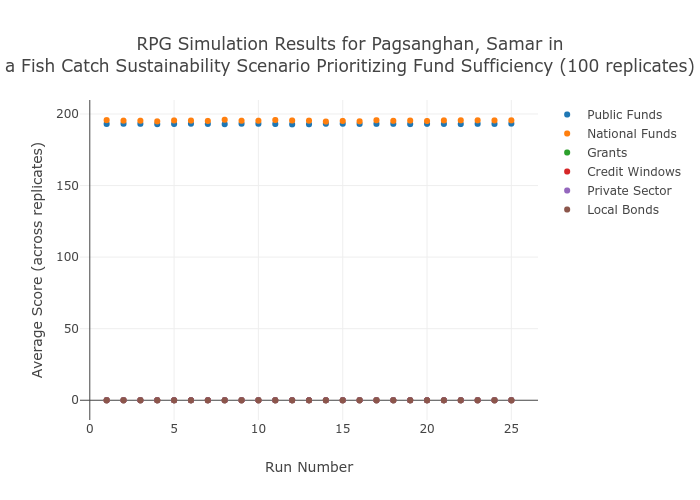 RPG Simulation Results for Pagsanghan, Samar in
a Fish Catch Sustainability Scenario Prioritizing Fund Sufficiency (100 replicates)
Average Score (across replicates)
200
150
100
50
0
0 5 10 15 20 25
Run Number
Public Funds
National Funds
Grants
Credit Windows
Private Sector
Local Bonds